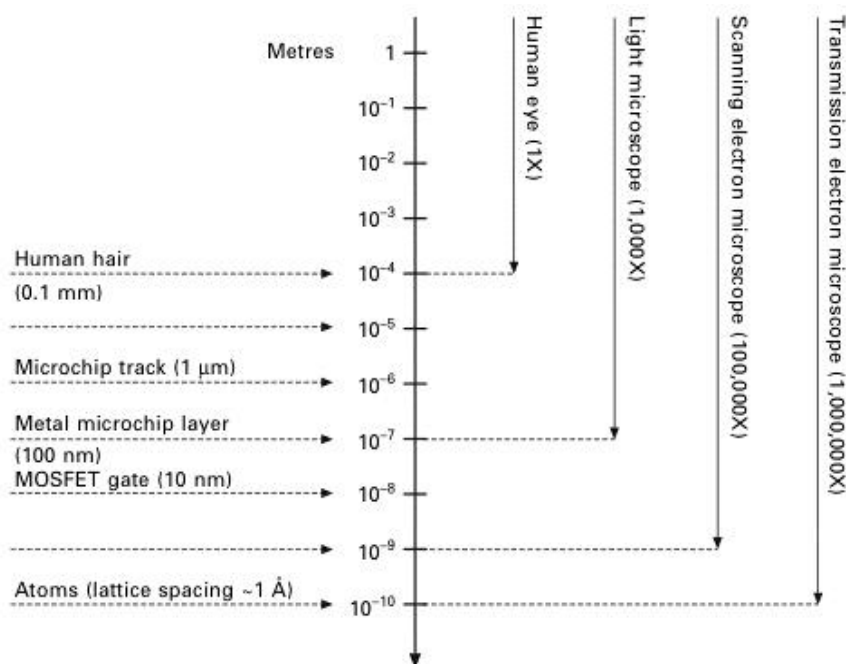 Metres
1
10⁻¹
10⁻²
10⁻³
Human hair
(0.1 mm)
10⁻⁴
10⁻⁵
Microchip track (1 μm)
10⁻⁶
Metal microchip layer
(100 nm)
10⁻⁷
MOSFET gate (10 nm)
10⁻⁸
10⁻⁹
Atoms (lattice spacing ~1 Å)
10⁻¹⁰
Human eye (1X)
Light microscope (1,000X)
Scanning electron microscope (100,000X)
Transmission electron microscope (1,000,000X)